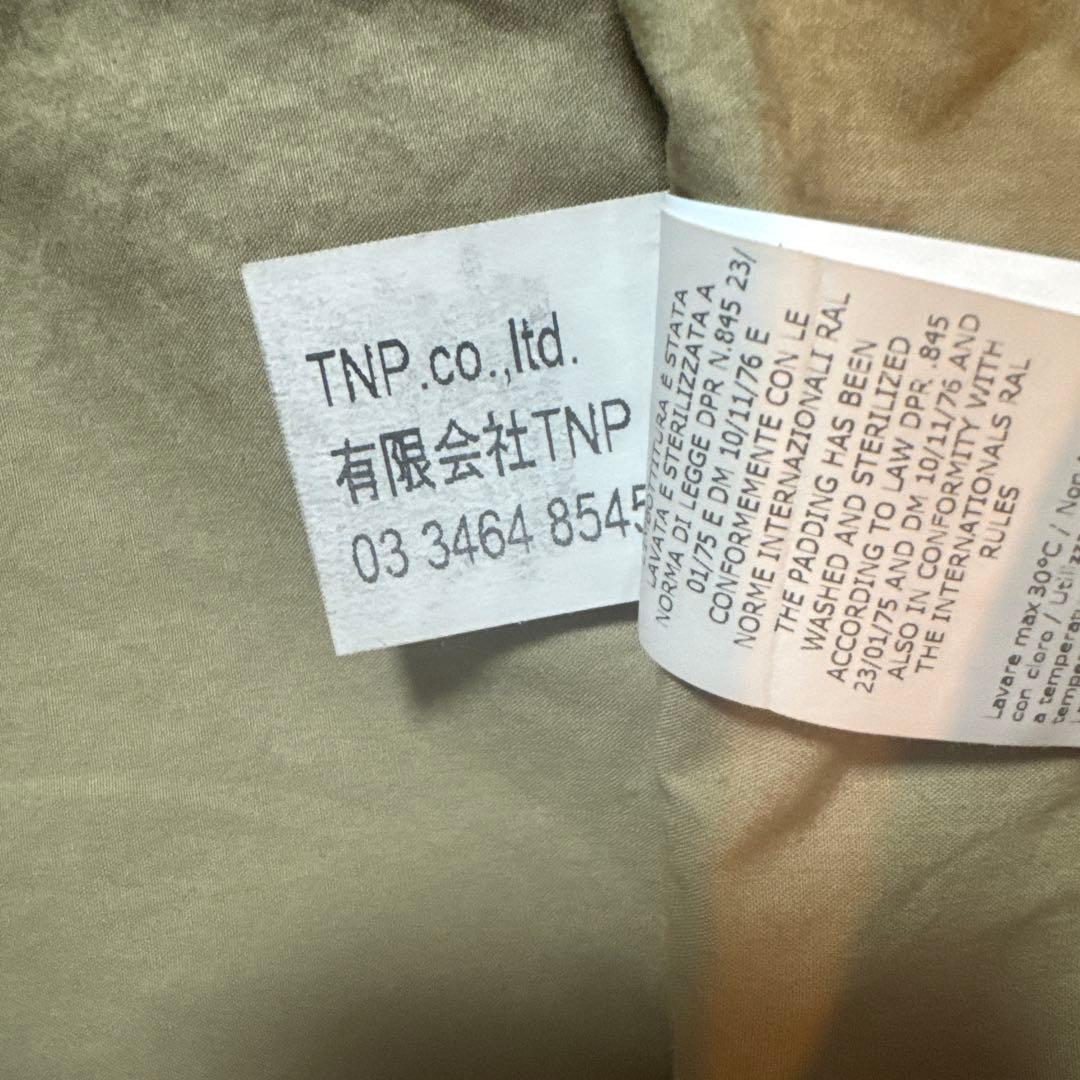 TNP.co.,ltd.
有限会社TNP
03 3464 8545
LAVATA E STERILIZZATA A
NORMA DI LEGGE DPR N.845 23/
01/75 E DM 10/11/76 E
CONFORMEMENTE CON LE
NORME INTERNAZIONALI RAL
THE PADDING HAS BEEN
WASHED AND STERILIZED
ACCORDING TO LAW DPR. .845
23/01/75 AND DM 10/11/76 AND
ALSO IN CONFORMITY WITH
THE INTERNATIONALS RAL
RULES
Lavare max 30°C / Non
con cloro /
a